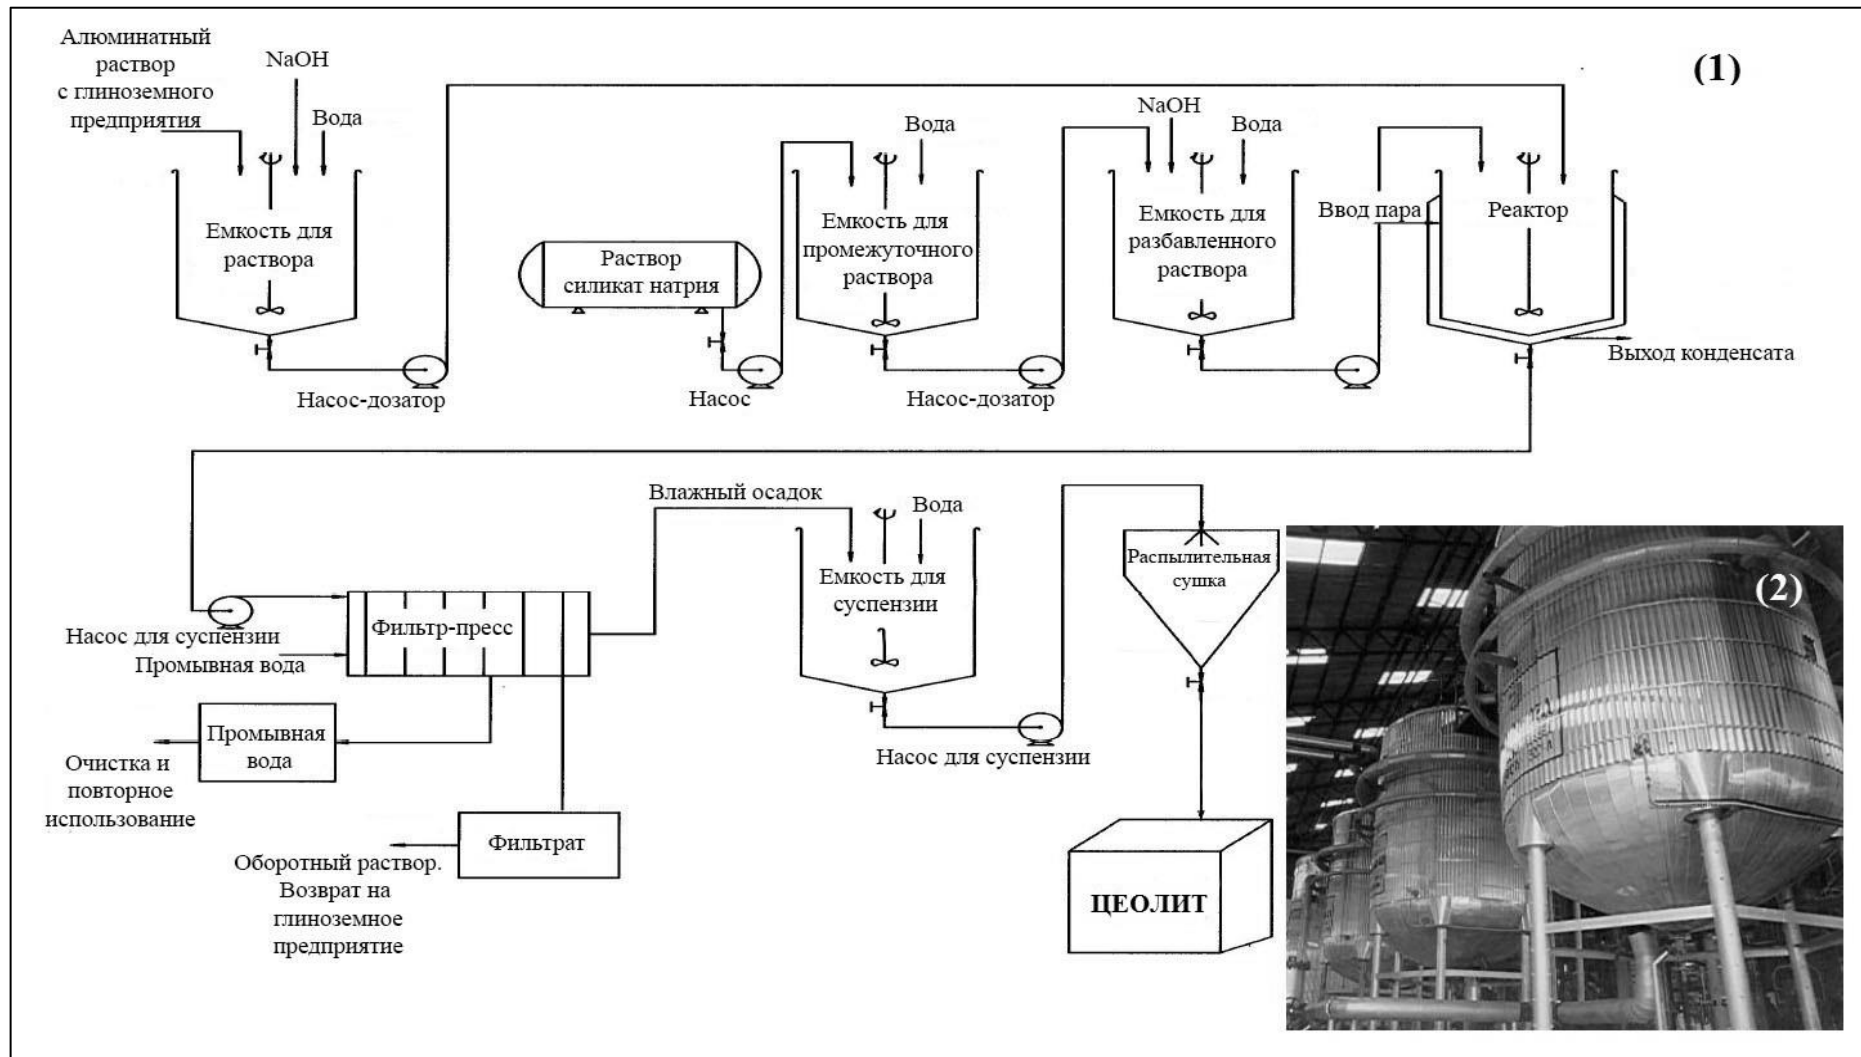 Алюминатный
раствор
с глиноземного
предприятия
NaOH
Вода
(1)
Вода
NaOH
Вода
Емкость для
раствора
Раствор
силикат натрия
Емкость для
промежуточного
раствора
Емкость для
разбавленного
раствора
Ввод пара
Реактор
Выход конденсата
Насос-дозатор
Насос
Насос-дозатор
Влажный осадок
Вода
Емкость для
суспензии
Распылительная
сушка
(2)
Насос для суспензии
Промывная вода
Фильтр-пресс
Промывная
вода
Очистка и
повторное
использование
Насос для суспензии
Фильтрат
Оборотный раствор.
Возврат на
глиноземное
предприятие
ЦЕОЛИТ